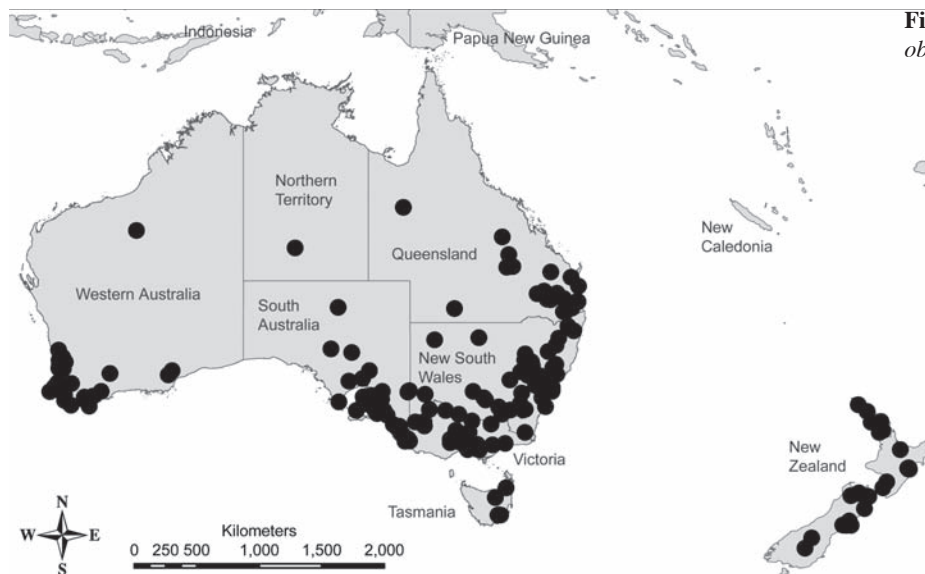 Indonesia
Papua New Guinea
Fi
ob
Northern
Territory
Queensland
New
Caledonia
Western Australia
South
Australia
New South
Wales
New
Zealand
Victoria
Tasmania
N
W E
S
Kilometers
0 250 500 1,000 1,500 2,000